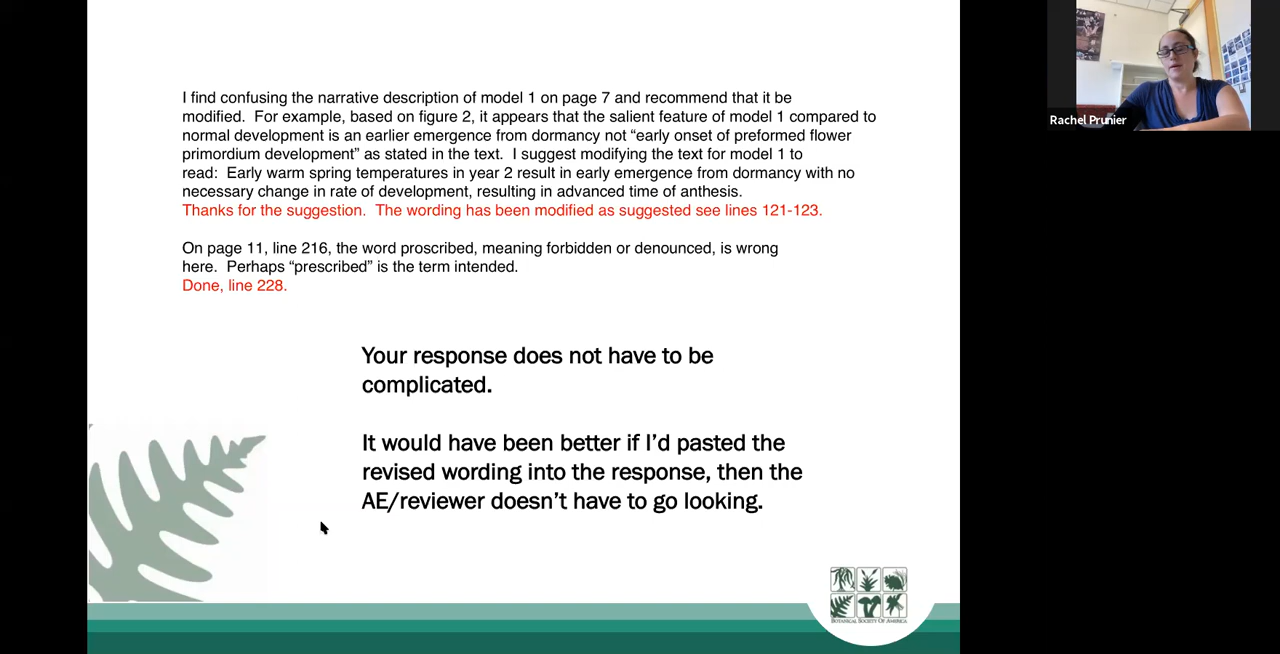 I find confusing the narrative description of model 1 on page 7 and recommend that it be
modified.  For example, based on figure 2, it appears that the salient feature of model 1 compared to
normal development is an earlier emergence from dormancy not “early onset of preformed flower
primordium development” as stated in the text.  I suggest modifying the text for model 1 to
read:  Early warm spring temperatures in year 2 result in early emergence from dormancy with no
necessary change in rate of development, resulting in advanced time of anthesis.
Thanks for the suggestion.  The wording has been modified as suggested see lines 121-123.
On page 11, line 216, the word proscribed, meaning forbidden or denounced, is wrong
here.  Perhaps “prescribed” is the term intended.
Done, line 228.
Your response does not have to be
complicated.
It would have been better if I’d pasted the
revised wording into the response, then the
AE/reviewer doesn’t have to go looking.
BOTANICAL SOCIETY OF AMERICA
Rachel Prunier